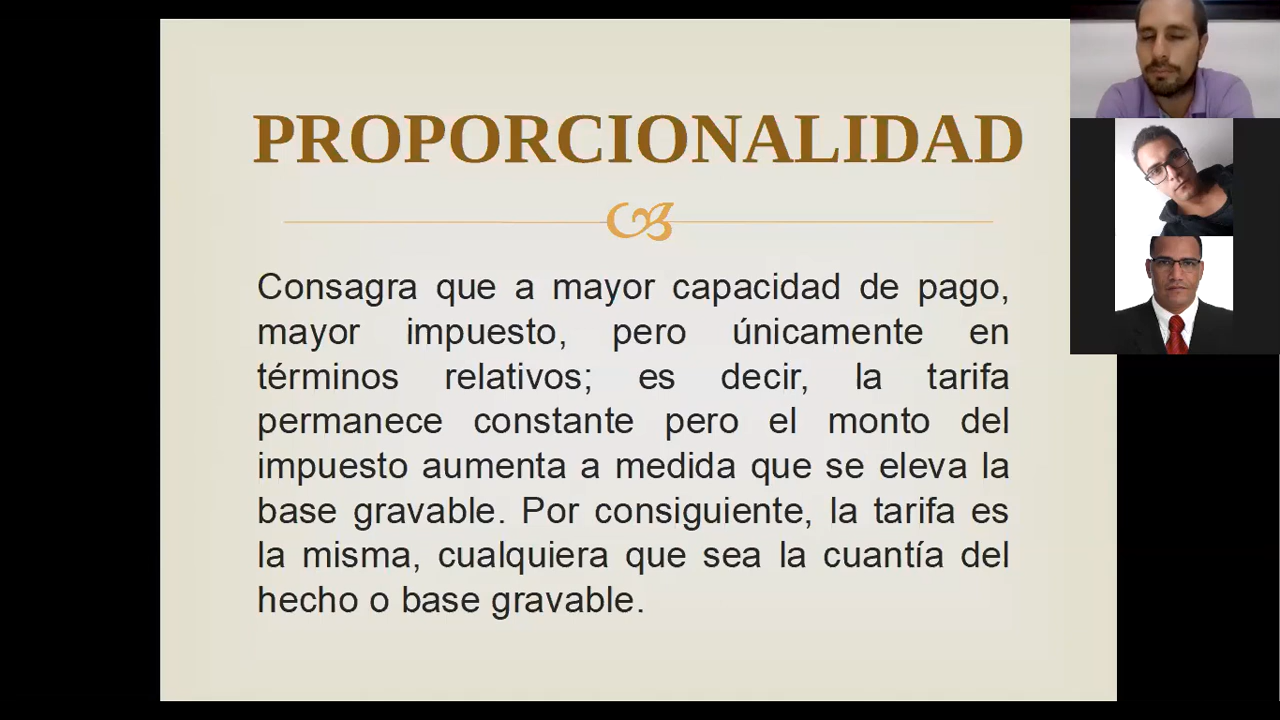 PROPORCIONALIDAD
Consagra que a mayor capacidad de pago,
mayor impuesto, pero únicamente en
términos relativos; es decir, la tarifa
permanece constante pero el monto del
impuesto aumenta a medida que se eleva la
base gravable. Por consiguiente, la tarifa es
la misma, cualquiera que sea la cuantía del
hecho o base gravable.